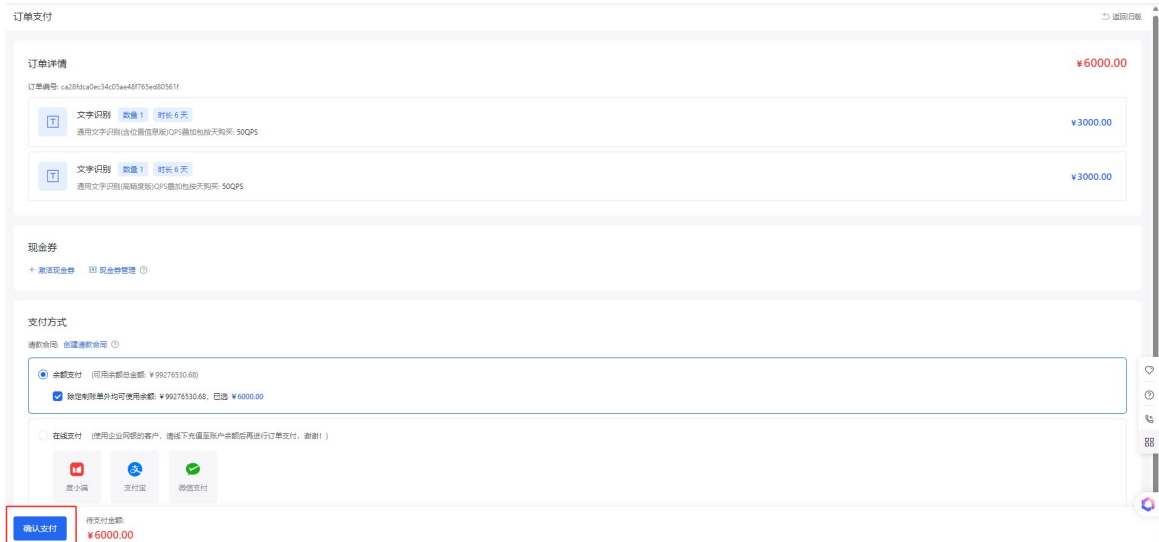 订单支付
返回旧版
订单详情
¥6000.00
订单编号: ca28fdca0ec34c05ae48f765ed80561f
文字识别 数量 1 时长 6 天
通用文字识别(含位置信息版)QPS叠加包按天购买: 50QPS
¥3000.00
文字识别 数量 1 时长 6 天
通用文字识别(高精度版)QPS叠加包按天购买: 50QPS
¥3000.00
现金券
+ 激活现金券 现金券管理
支付方式
请款合同: 创建请款合同
余额支付 (可用余额总金额: ¥99276530.68)
除定制账单外均可使用余额: ¥99276530.68, 已选 ¥6000.00
在线支付 (使用企业网银的客户, 请线下充值至账户余额后再进行订单支付, 谢谢! )
度小满 支付宝 微信支付
确认支付
待支付金额:
¥6000.00